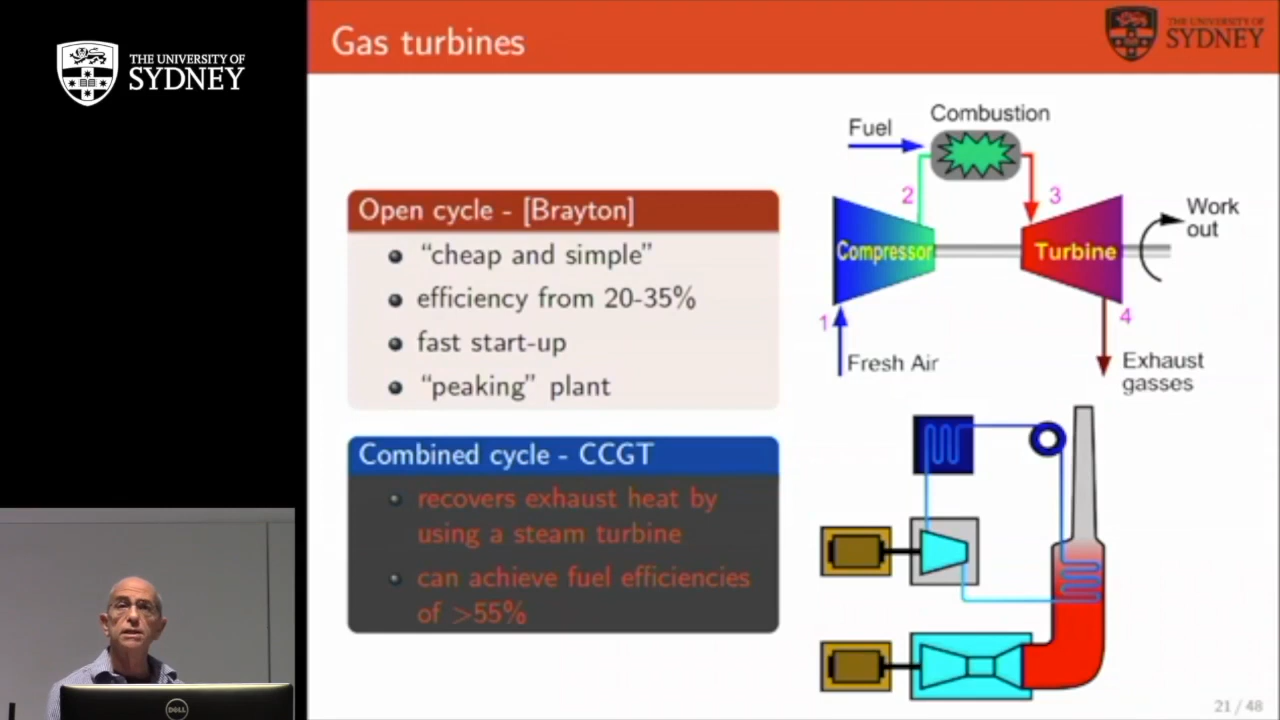 THE UNIVERSITY OF
SYDNEY
Gas turbines
THE UNIVERSITY OF
SYDNEY
Open cycle - [Brayton]
“cheap and simple”
efficiency from 20-35%
fast start-up
“peaking” plant
Combined cycle - CCGT
recovers exhaust heat by
using a steam turbine
can achieve fuel efficiencies
of >55%
Combustion
Fuel
2
3
Work
out
Compressor
Turbine
1
4
Fresh Air
Exhaust
gasses
DELL
21 / 48